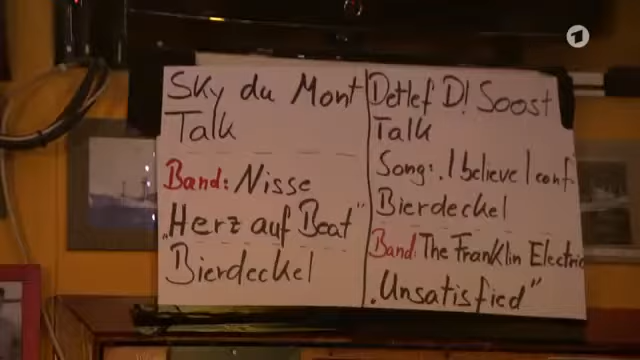 Sky du Mont
Talk
Band: Nisse
„Herz auf Beat"
Bierdeckel
Detlef D! Soost
Talk
Song: „I believe I can f
Bierdeckel
Band: The Franklin Electric
„Unsatisfied"
1